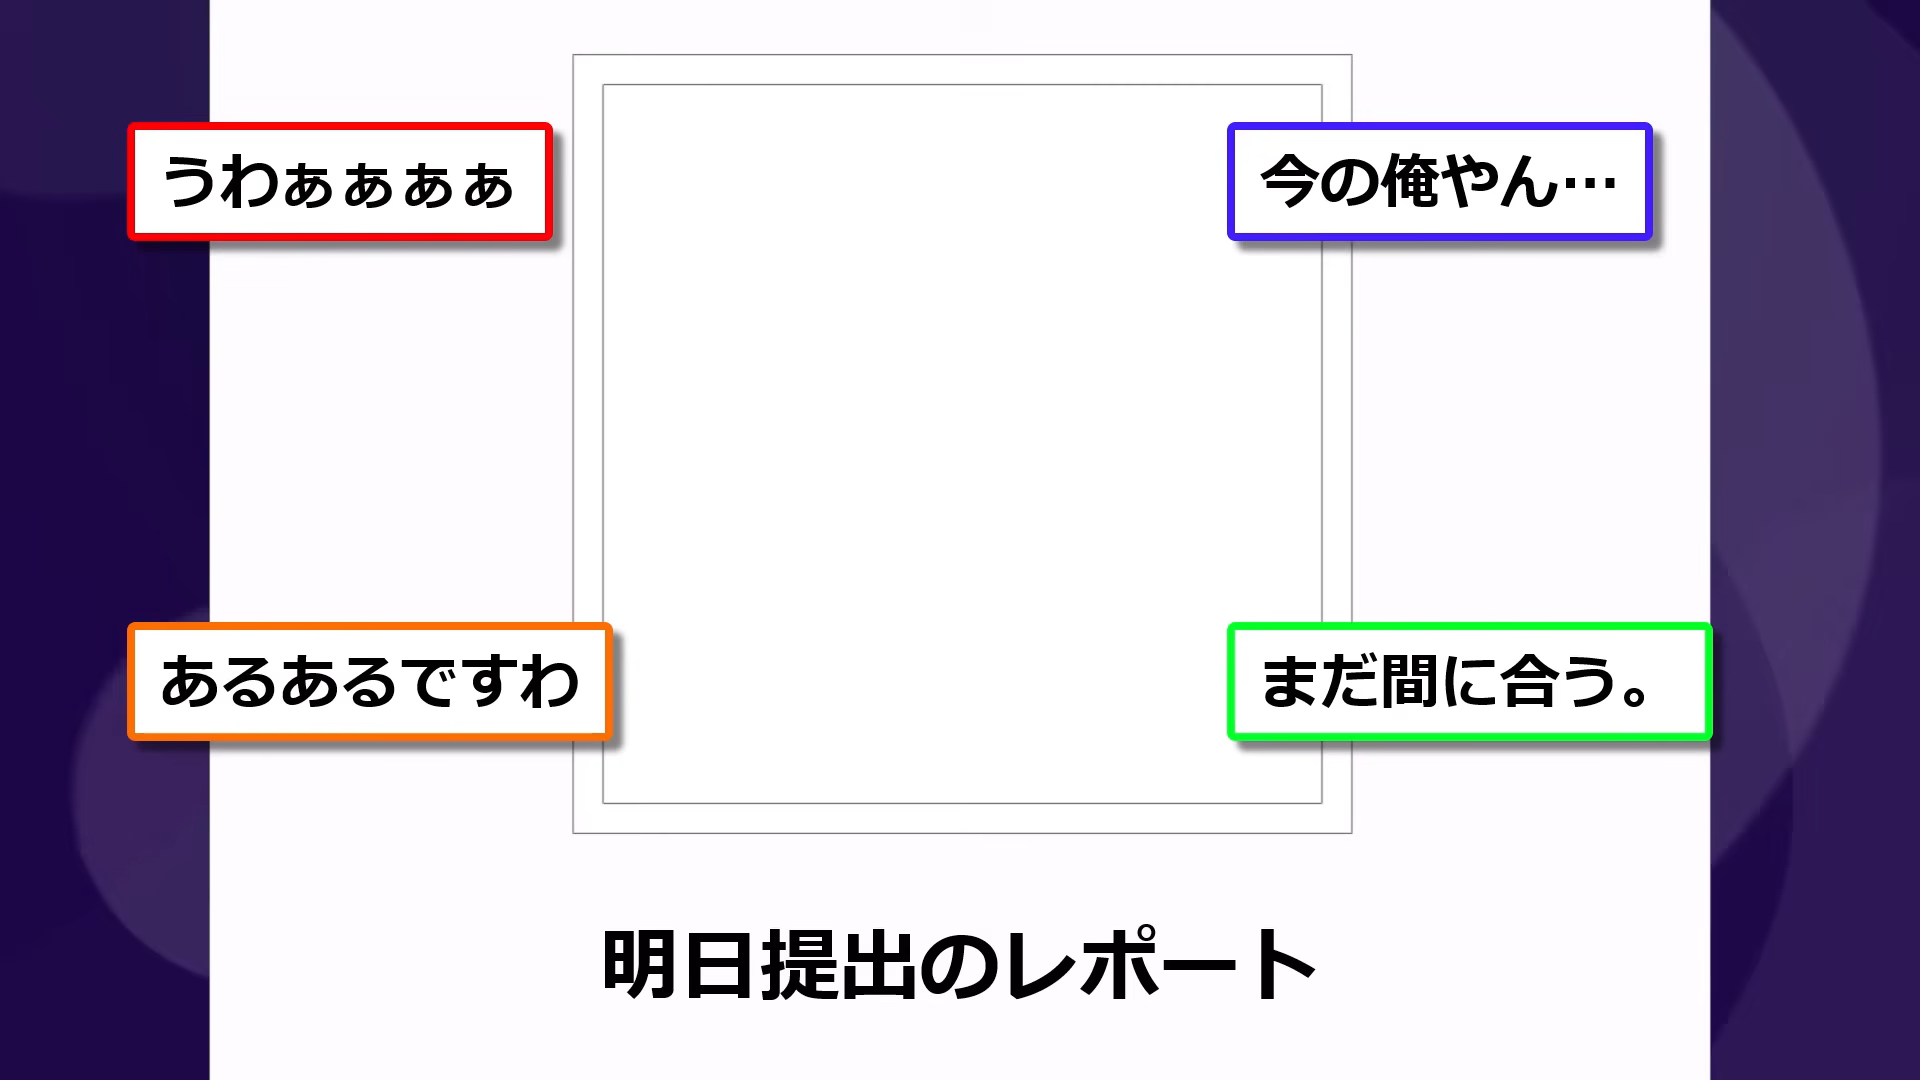 うわぁぁぁぁ
今の俺やん…
あるあるですわ
まだ間に合う。
明日提出のレポート